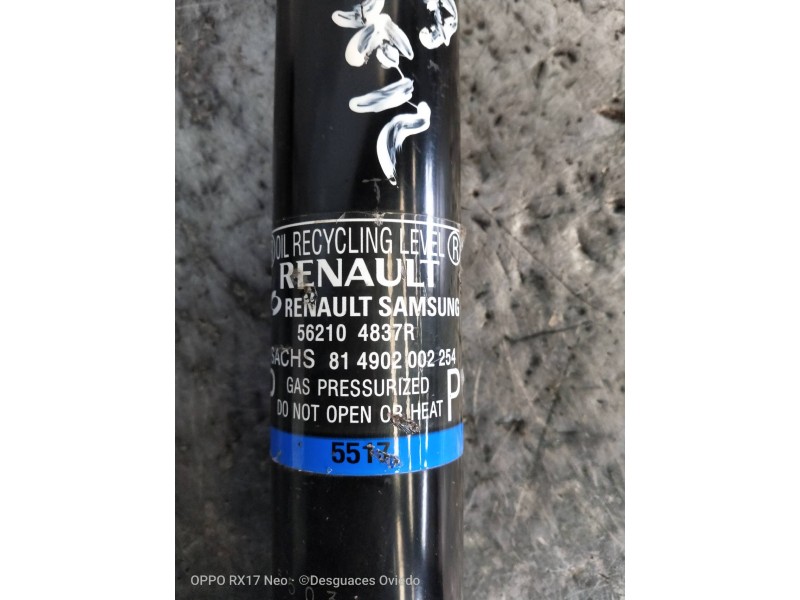 OIL RECYCLING LEVEL ®
RENAULT
RENAULT SAMSUNG
56210 4837R
SACHS 81 4902 002 254
GAS PRESSURIZED
DO NOT OPEN OR HEAT
P
5517
OPPO RX17 Neo · ©Desguaces Oviedo